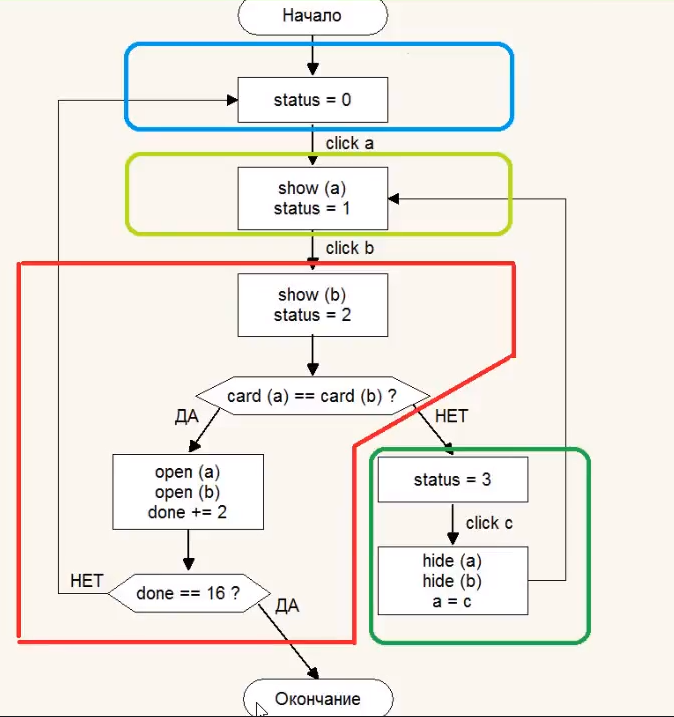 Начало
status = 0
click a
show (a)
status = 1
click b
show (b)
status = 2
card (a) == card (b) ?
ДА
НЕТ
open (a)
open (b)
done += 2
status = 3
click c
hide (a)
hide (b)
a = c
НЕТ
done == 16 ?
ДА
Окончание